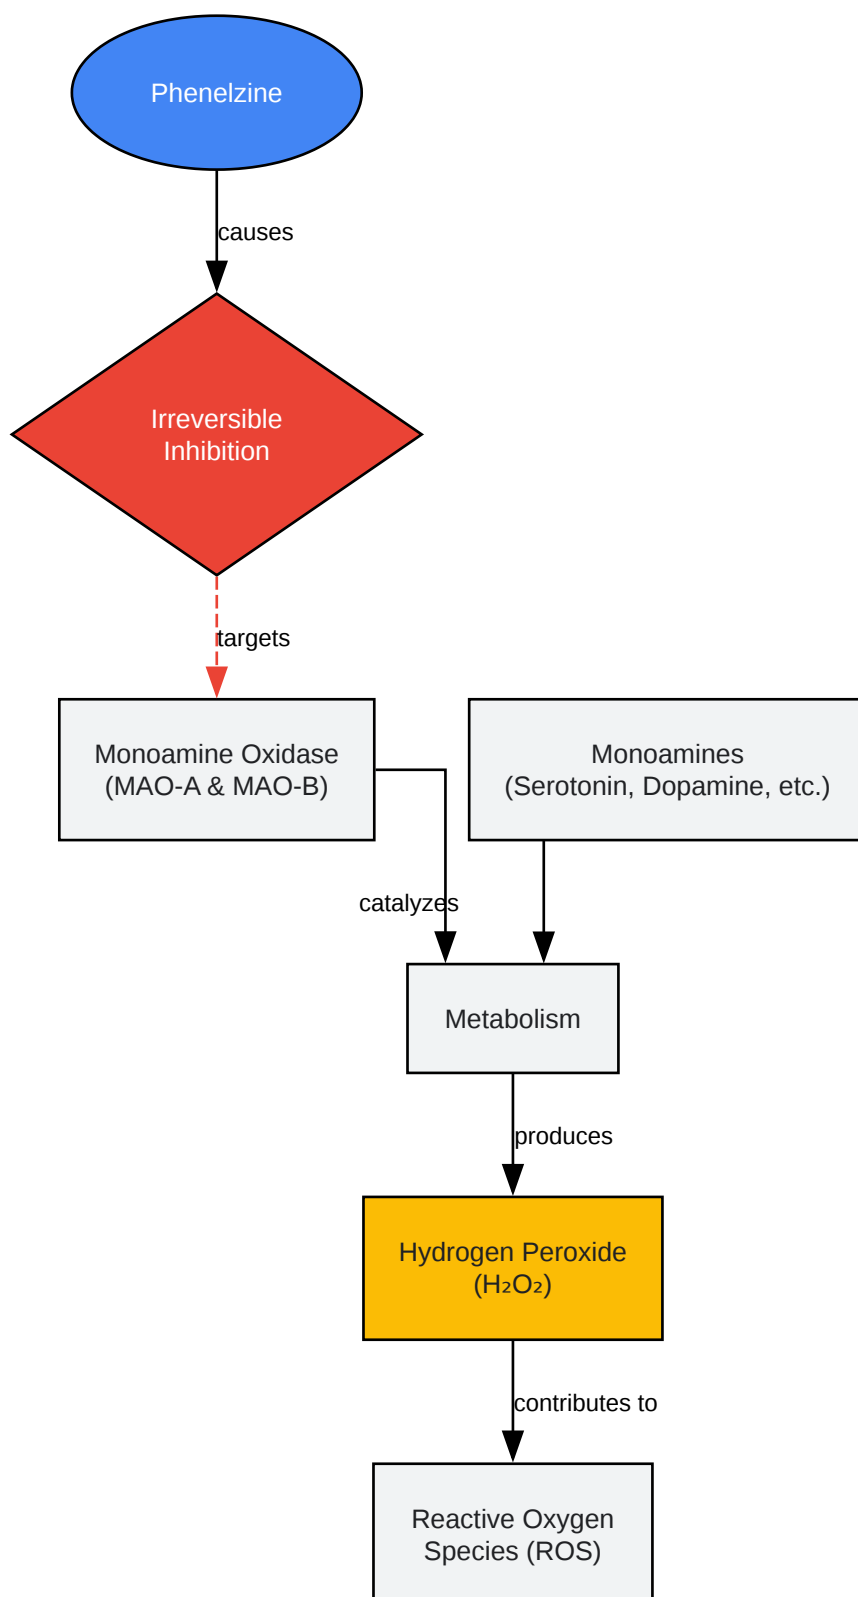 Phenelzine
causes
Irreversible
Inhibition
targets
Monoamine Oxidase
(MAO-A & MAO-B)
Monoamines
(Serotonin, Dopamine, etc.)
catalyzes
Metabolism
produces
Hydrogen Peroxide
(H₂O₂)
contributes to
Reactive Oxygen
Species (ROS)